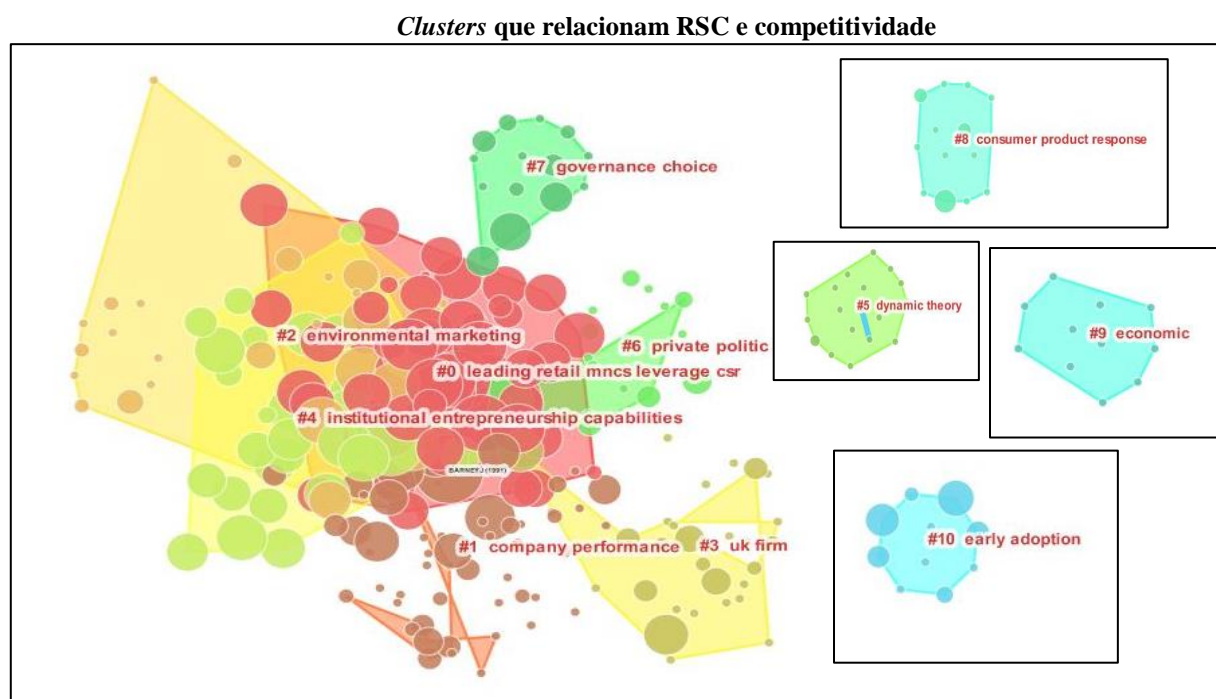 Clusters que relacionam RSC e competitividade
#8 consumer product response
#7 governance choice
#5 dynamic theory
#9 economic
#2 environmental marketing
#6 private politic
#0 leading retail mncs leverage csr
#4 institutional entrepreneurship capabilities
BARNEYJ (1991)
#1 company performance
#3 uk firm
#10 early adoption